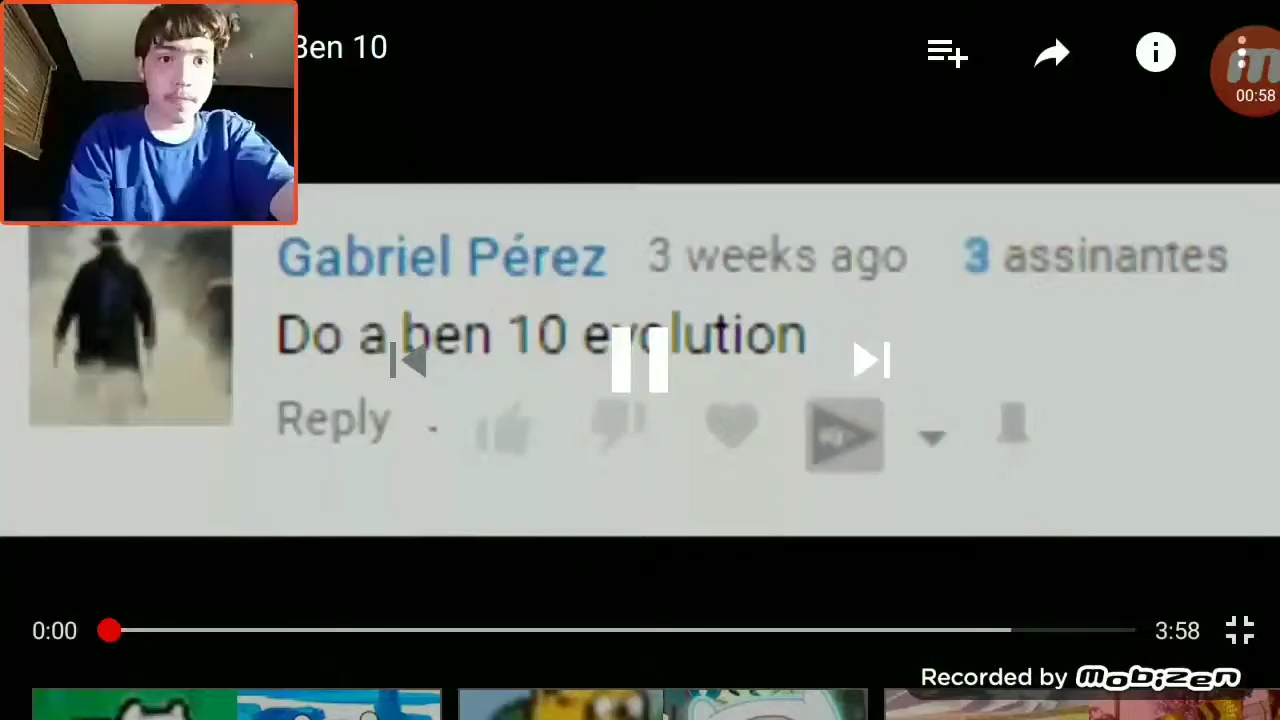 Ben 10
00:58
Gabriel Pérez 3 weeks ago 3 assinantes
Do a ben 10 evolution
Reply
0:00
3:58
Recorded by mobizen